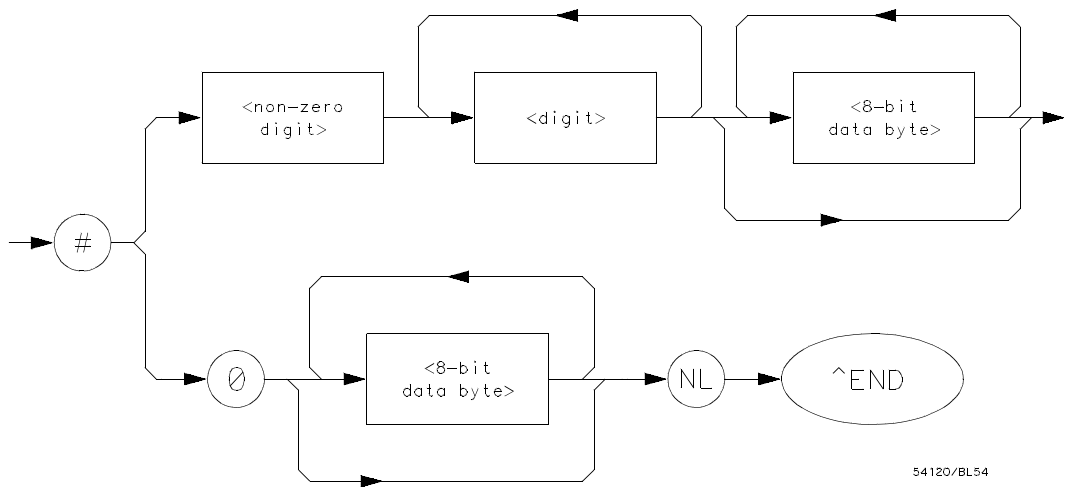 <non-zero
digit>
<digit>
<8-bit
data byte>
#
0
<8-bit
data byte>
NL
^END
54120/BL54